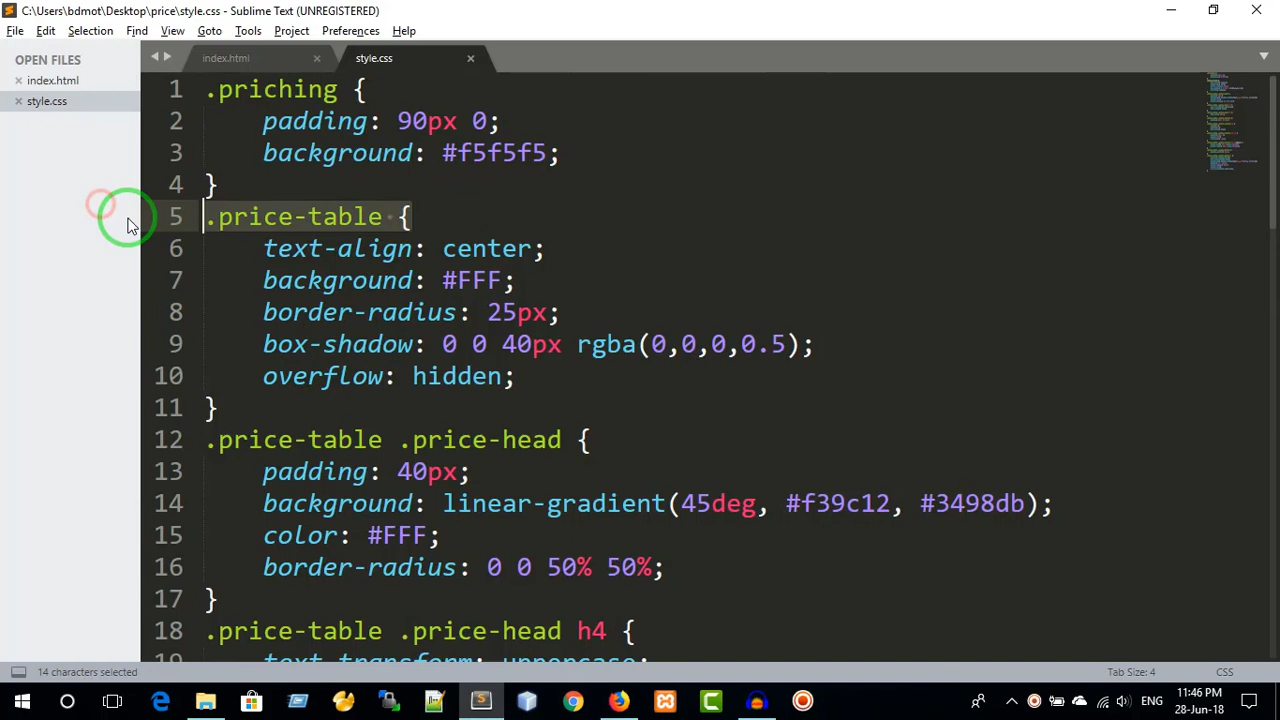 C:\Users\bdmot\Desktop\price\style.css - Sublime Text (UNREGISTERED)
File Edit Selection Find View Goto Tools Project Preferences Help
OPEN FILES
index.html
style.css
index.html style.css
1 .priching {
2 padding: 90px 0;
3 background: #f5f5f5;
4 }
5 .price-table {
6 text-align: center;
7 background: #FFF;
8 border-radius: 25px;
9 box-shadow: 0 0 40px rgba(0,0,0,0.5);
10 overflow: hidden;
11 }
12 .price-table .price-head {
13 padding: 40px;
14 background: linear-gradient(45deg, #f39c12, #3498db);
15 color: #FFF;
16 border-radius: 0 0 50% 50%;
17 }
18 .price-table .price-head h4 {
19 text-transform: uppercase;
14 characters selected Tab Size: 4 CSS
ENG 11:46 PM
28-Jun-18